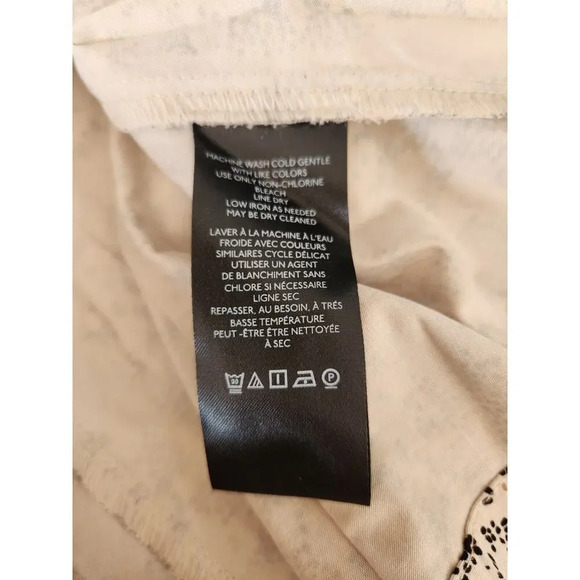 MACHINE WASH COLD GENTLE
WITH LIKE COLORS
USE ONLY NON-CHLORINE
BLEACH
LINE DRY
LOW IRON AS NEEDED
MAY BE DRY CLEANED
LAVER À LA MACHINE À L'EAU
FROIDE AVEC COULEURS
SIMILAIRES CYCLE DÉLICAT
UTILISER UN AGENT
DE BLANCHIMENT SANS
CHLORE SI NÉCESSAIRE
LIGNE SEC
REPASSER, AU BESOIN, À TRÉS
BASSE TEMPÉRATURE
PEUT -ÊTRE ÊTRE NETTOYÉE
À SEC
30 P